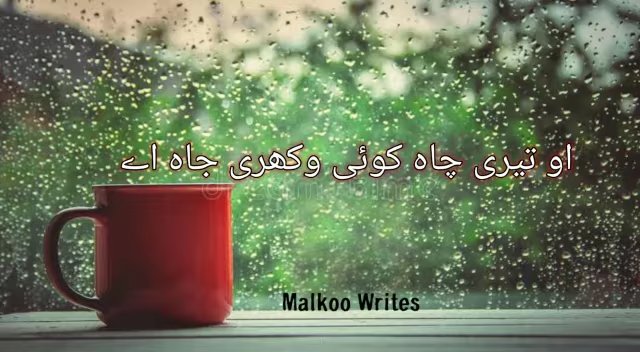 او تیری چاہ کوئی وکھری جاہ اے
Malkoo Writes